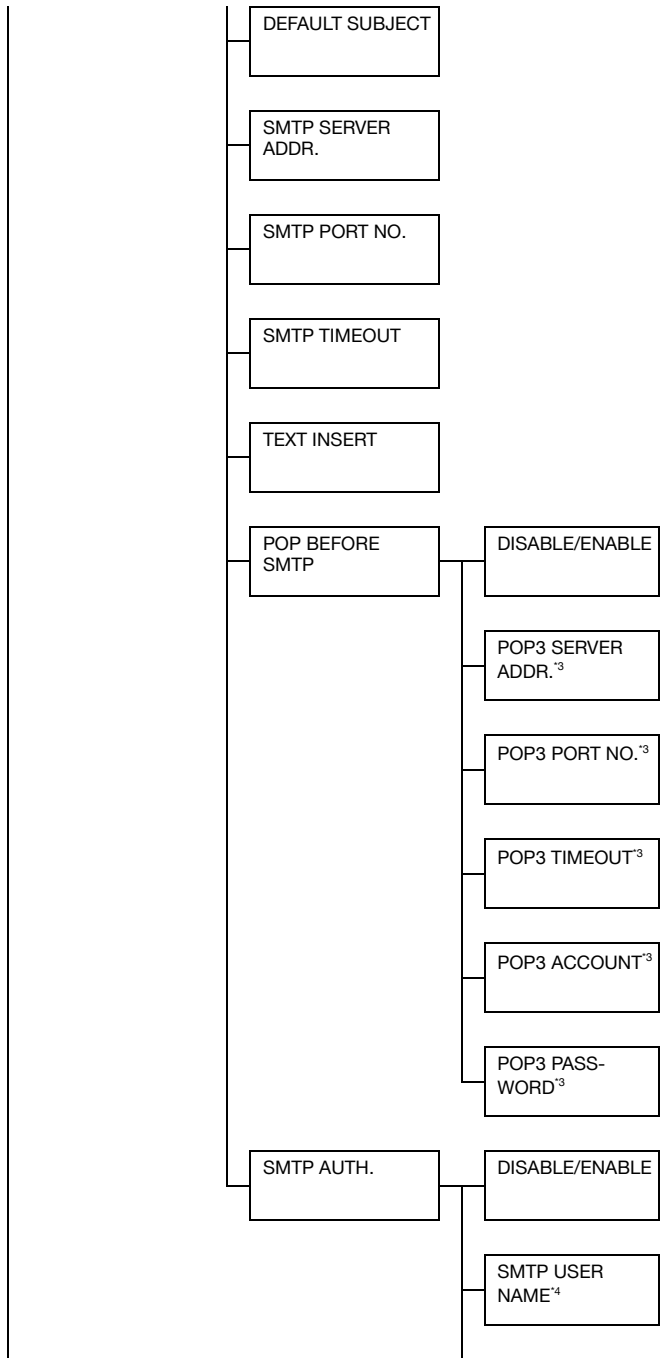 DEFAULT SUBJECT
SMTP SERVER
ADDR.
SMTP PORT NO.
SMTP TIMEOUT
TEXT INSERT
POP BEFORE
SMTP
DISABLE/ENABLE
POP3 SERVER
ADDR.*3
POP3 PORT NO.*3
POP3 TIMEOUT*3
POP3 ACCOUNT*3
POP3 PASS-
WORD*3
SMTP AUTH.
DISABLE/ENABLE
SMTP USER
NAME*4